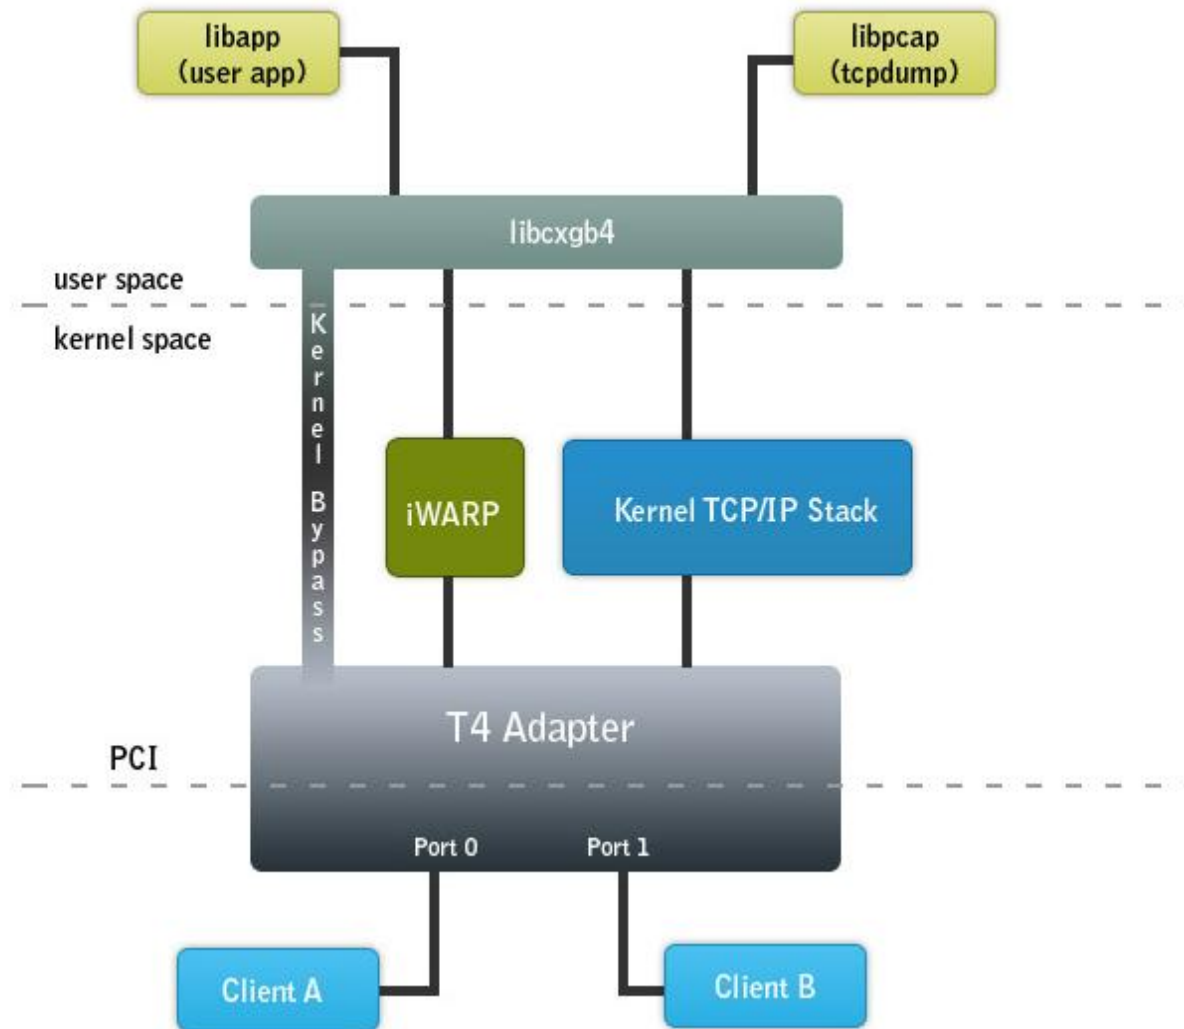 libapp
(user app)
libpcap
(tcpdump)
libcxgb4
user space
kernel space
Kernel Bypass
iWARP
Kernel TCP/IP Stack
T4 Adapter
PCI
Port 0
Port 1
Client A
Client B